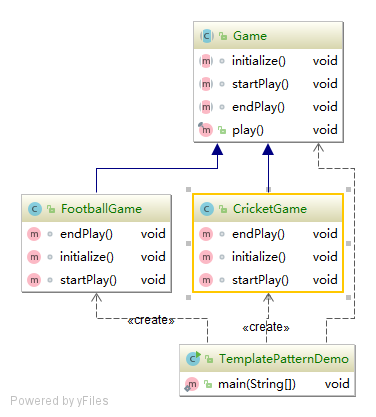 Game
initialize() void
startPlay() void
endPlay() void
play() void
FootballGame
endPlay() void
initialize() void
startPlay() void
CricketGame
endPlay() void
initialize() void
startPlay() void
«create»
«create»
TemplatePatternDemo
main(String[]) void
Powered by yFiles